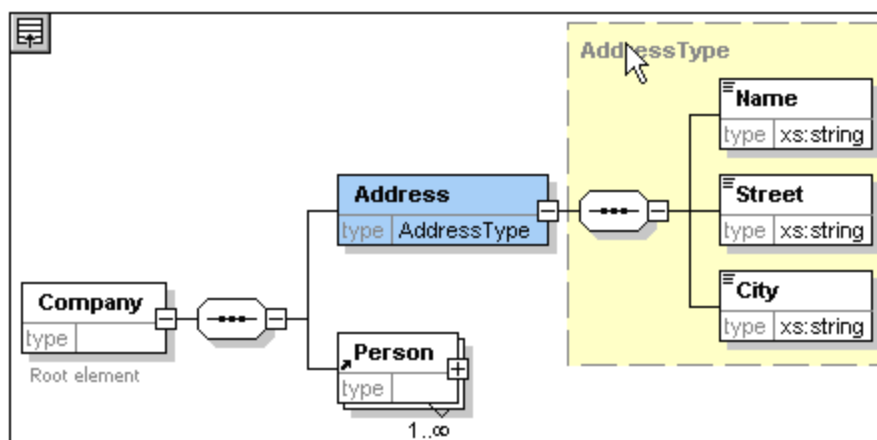 AddressType
Name
type xs:string
Address
type AddressType
Street
type xs:string
Company
type
Root element
City
type xs:string
Person
type
1..∞